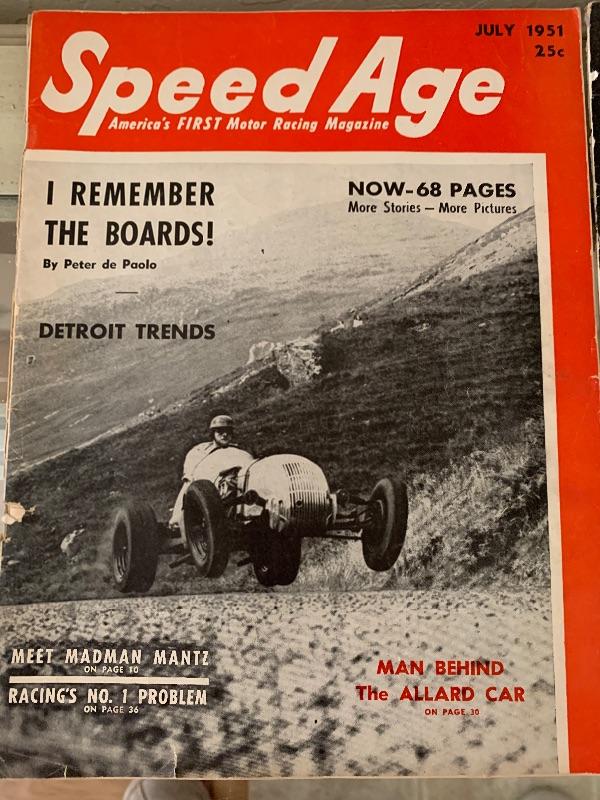 JULY 1951
25c
Speed Age
America's FIRST Motor Racing Magazine
I REMEMBER
THE BOARDS!
By Peter de Paolo
DETROIT TRENDS
NOW-68 PAGES
More Stories — More Pictures
MEET MADMAN MANTZ
ON PAGE 10
RACING'S NO. 1 PROBLEM
ON PAGE 36
MAN BEHIND
The ALLARD CAR
ON PAGE 30